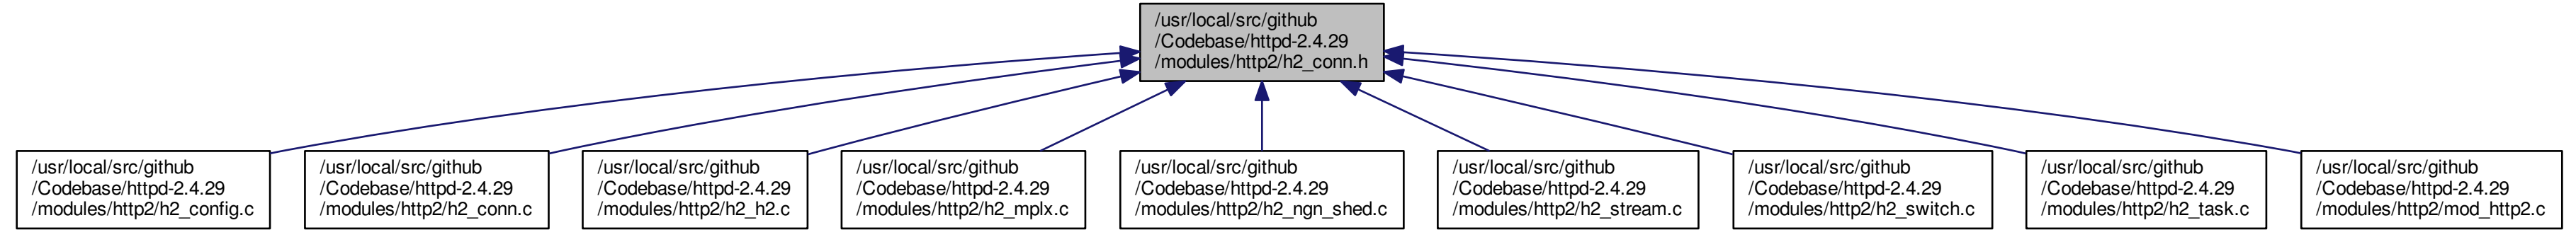 /usr/local/src/github
/Codebase/httpd-2.4.29
/modules/http2/h2_conn.h
/usr/local/src/github
/Codebase/httpd-2.4.29
/modules/http2/h2_config.c
/usr/local/src/github
/Codebase/httpd-2.4.29
/modules/http2/h2_conn.c
/usr/local/src/github
/Codebase/httpd-2.4.29
/modules/http2/h2_h2.c
/usr/local/src/github
/Codebase/httpd-2.4.29
/modules/http2/h2_mplx.c
/usr/local/src/github
/Codebase/httpd-2.4.29
/modules/http2/h2_ngn_shed.c
/usr/local/src/github
/Codebase/httpd-2.4.29
/modules/http2/h2_stream.c
/usr/local/src/github
/Codebase/httpd-2.4.29
/modules/http2/h2_switch.c
/usr/local/src/github
/Codebase/httpd-2.4.29
/modules/http2/h2_task.c
/usr/local/src/github
/Codebase/httpd-2.4.29
/modules/http2/mod_http2.c